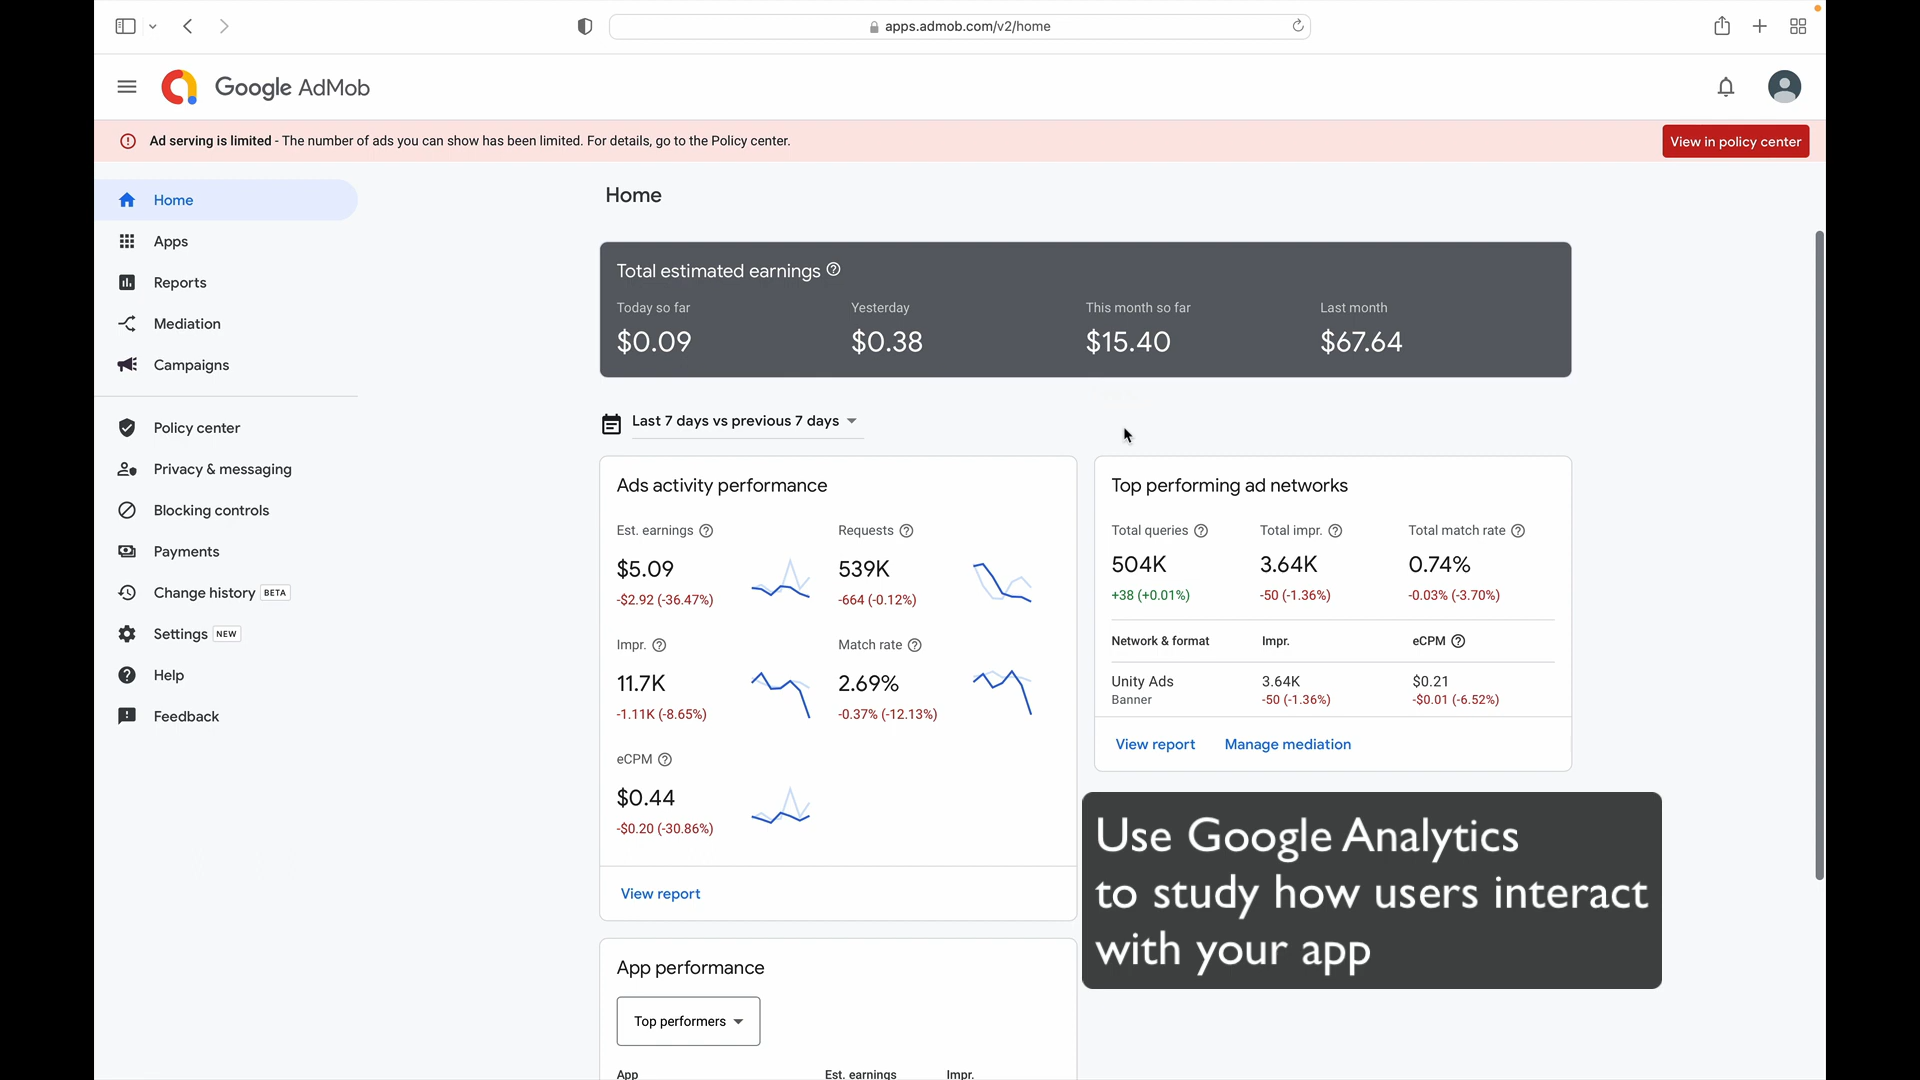 apps.admob.com/v2/home
Google AdMob
Ad serving is limited - The number of ads you can show has been limited. For details, go to the Policy center.
View in policy center
Home
Apps
Reports
Mediation
Campaigns
Policy center
Privacy & messaging
Blocking controls
Payments
Change history BETA
Settings NEW
Help
Feedback
Home
Total estimated earnings
Today so far Yesterday This month so far Last month
$0.09 $0.38 $15.40 $67.64
Last 7 days vs previous 7 days
Ads activity performance
Est. earnings Requests
$5.09 539K
-$2.92 (-36.47%) -664 (-0.12%)
Impr. Match rate
11.7K 2.69%
-1.11K (-8.65%) -0.37% (-12.13%)
eCPM
$0.44
-$0.20 (-30.86%)
View report
Top performing ad networks
Total queries Total impr. Total match rate
504K 3.64K 0.74%
+38 (+0.01%) -50 (-1.36%) -0.03% (-3.70%)
Network & format Impr. eCPM
Unity Ads 3.64K $0.21
Banner -50 (-1.36%) -$0.01 (-6.52%)
View report Manage mediation
Use Google Analytics
to study how users interact
with your app
App performance
Top performers
App Est. earnings Impr.